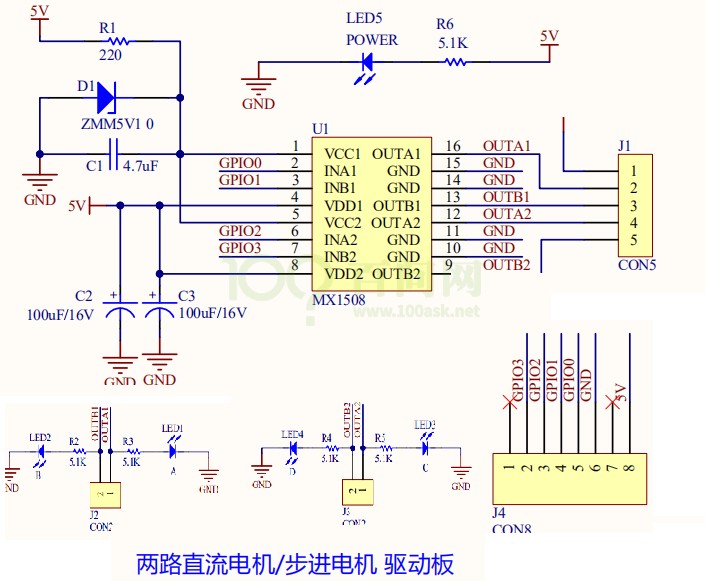 5V
R1
220
LED5
POWER
R6
5.1K
5V
GND
D1
ZMM5V1 0
C1
4.7uF
GND
U1
1 VCC1 OUTA1 16 OUTA1
GPIO0 2 INA1 GND 15 GND
GPIO1 3 INB1 GND 14 GND
5V 4 VDD1 OUTB1 13 OUTB1
5 VCC2 OUTA2 12 OUTA2
GPIO2 6 INA2 GND 11 GND
GPIO3 7 INB2 GND 10 GND
8 VDD2 OUTB2 9 OUTB2
MX1508
J1
1
2
3
4
5
CON5
C2
100uF/16V
C3
100uF/16V
GND
GND
www.100ask.net
OUTB1
OUTA1
LED2
B
R2
5.1K
R3
5.1K
LED1
A
ND
GND
2 1
J2
CON2
OUTB2
OUTA2
LED4
D
R4
5.1K
R5
5.1K
LED3
C
GND
GND
2 1
J3
CON2
GPIO3
GPIO2
GPIO1
GPIO0
GND
5V
1 2 3 4 5 6 7 8
J4
CON8
两路直流电机/步进电机 驱动板